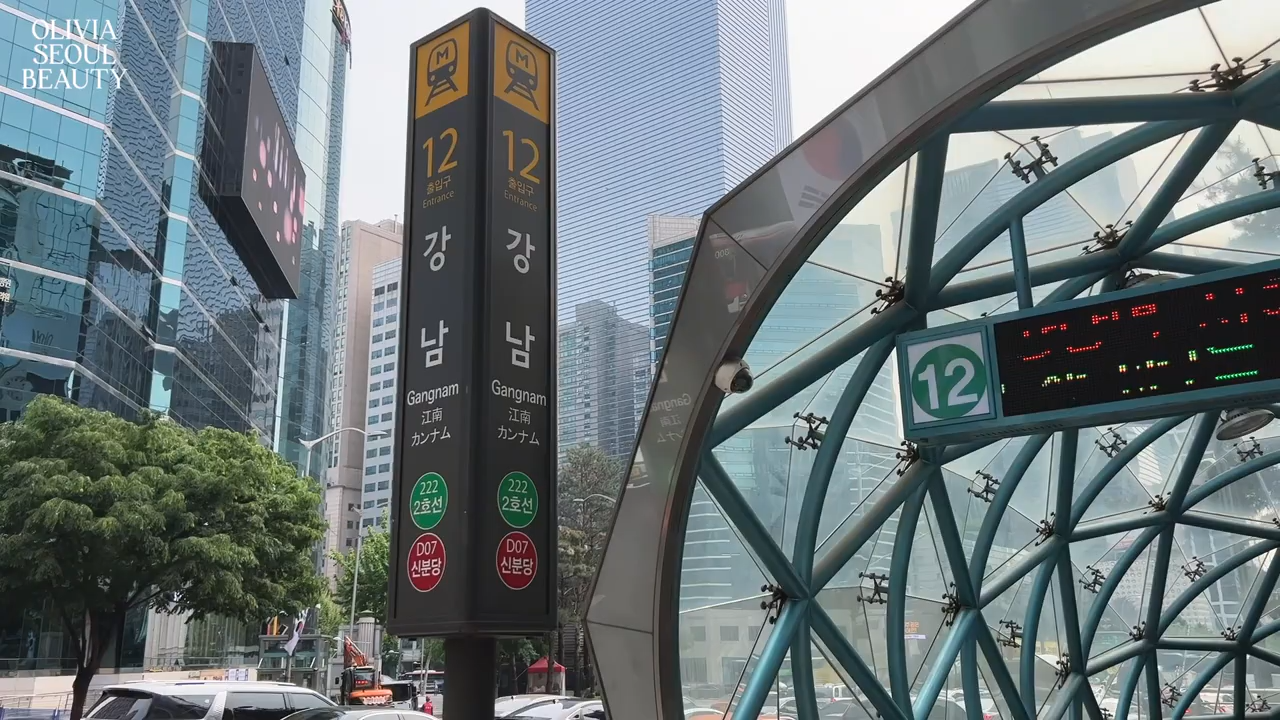 OLIVIA
SEOUL
BEAUTY
M
12
출입구
Entrance
강
남
Gangnam
江南
カンナム
222
2호선
D07
신분당
M
12
출입구
Entrance
강
남
Gangnam
江南
カンナム
222
2호선
D07
신분당
12